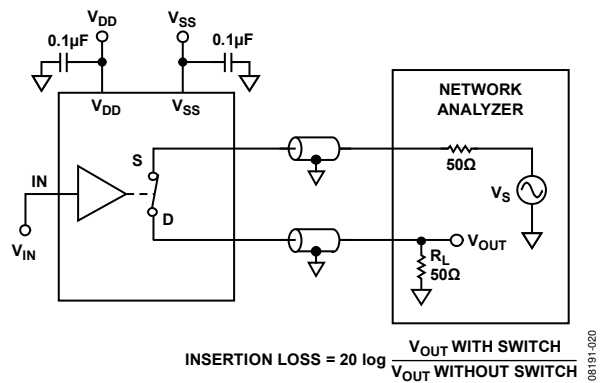 VDD
VSS
0.1µF
0.1µF
VDD
VSS
NETWORK
ANALYZER
S
50Ω
IN
VS
D
VOUT
VIN
RL
50Ω
INSERTION LOSS = 20 log VOUT WITH SWITCH
VOUT WITHOUT SWITCH
08191-020